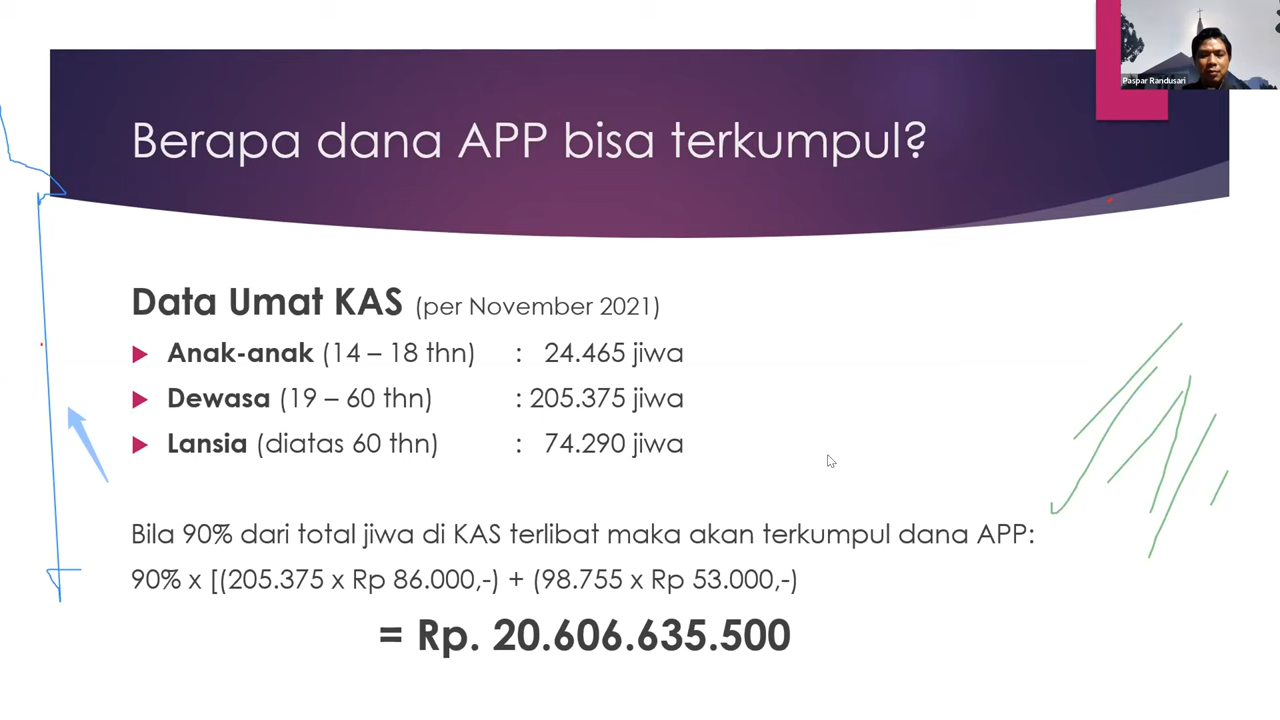 Paspar Randusari
Berapa dana APP bisa terkumpul?
Data Umat KAS (per November 2021)
Anak-anak (14 – 18 thn) : 24.465 jiwa
Dewasa (19 – 60 thn) : 205.375 jiwa
Lansia (diatas 60 thn) : 74.290 jiwa
Bila 90% dari total jiwa di KAS terlibat maka akan terkumpul dana APP:
90% x [(205.375 x Rp 86.000,-) + (98.755 x Rp 53.000,-)
= Rp. 20.606.635.500